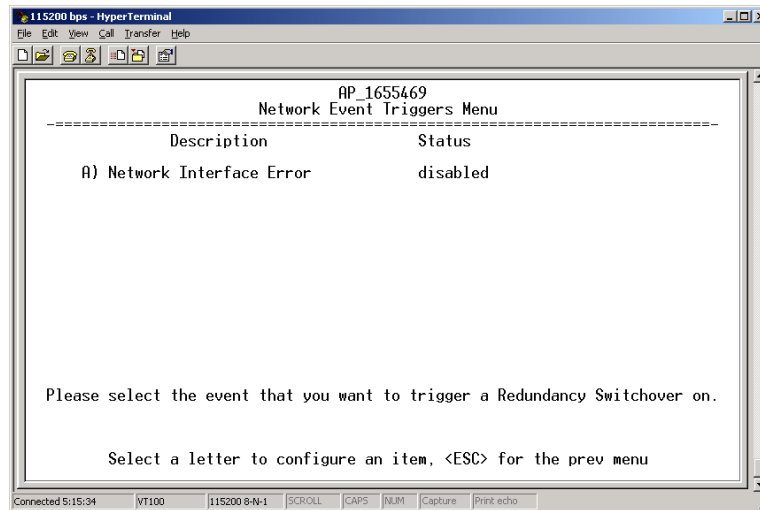 115200 bps - HyperTerminal
File Edit View Call Transfer Help
AP_1655469
Network Event Triggers Menu
-==========================================================================-
Description Status
A) Network Interface Error disabled
Please select the event that you want to trigger a Redundancy Switchover on.
Select a letter to configure an item, <ESC> for the prev menu
Connected 5:15:34 VT100 115200 8-N-1 SCROLL CAPS NUM Capture Print echo